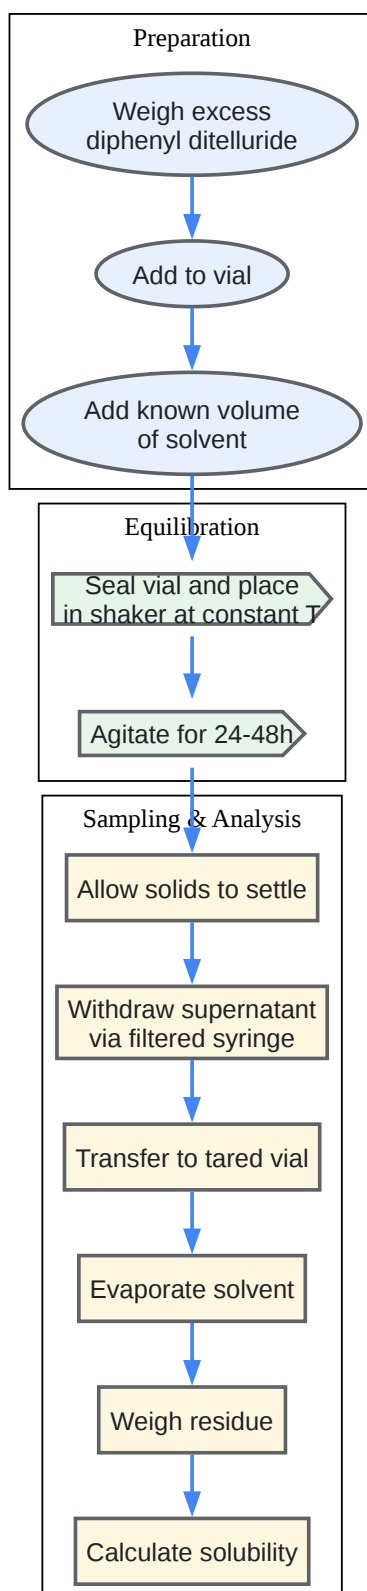 Preparation
Weigh excess
diphenyl ditelluride
Add to vial
Add known volume
of solvent
Equilibration
Seal vial and place
in shaker at constant T
Agitate for 24-48h
Sampling & Analysis
Allow solids to settle
Withdraw supernatant
via filtered syringe
Transfer to tared vial
Evaporate solvent
Weigh residue
Calculate solubility